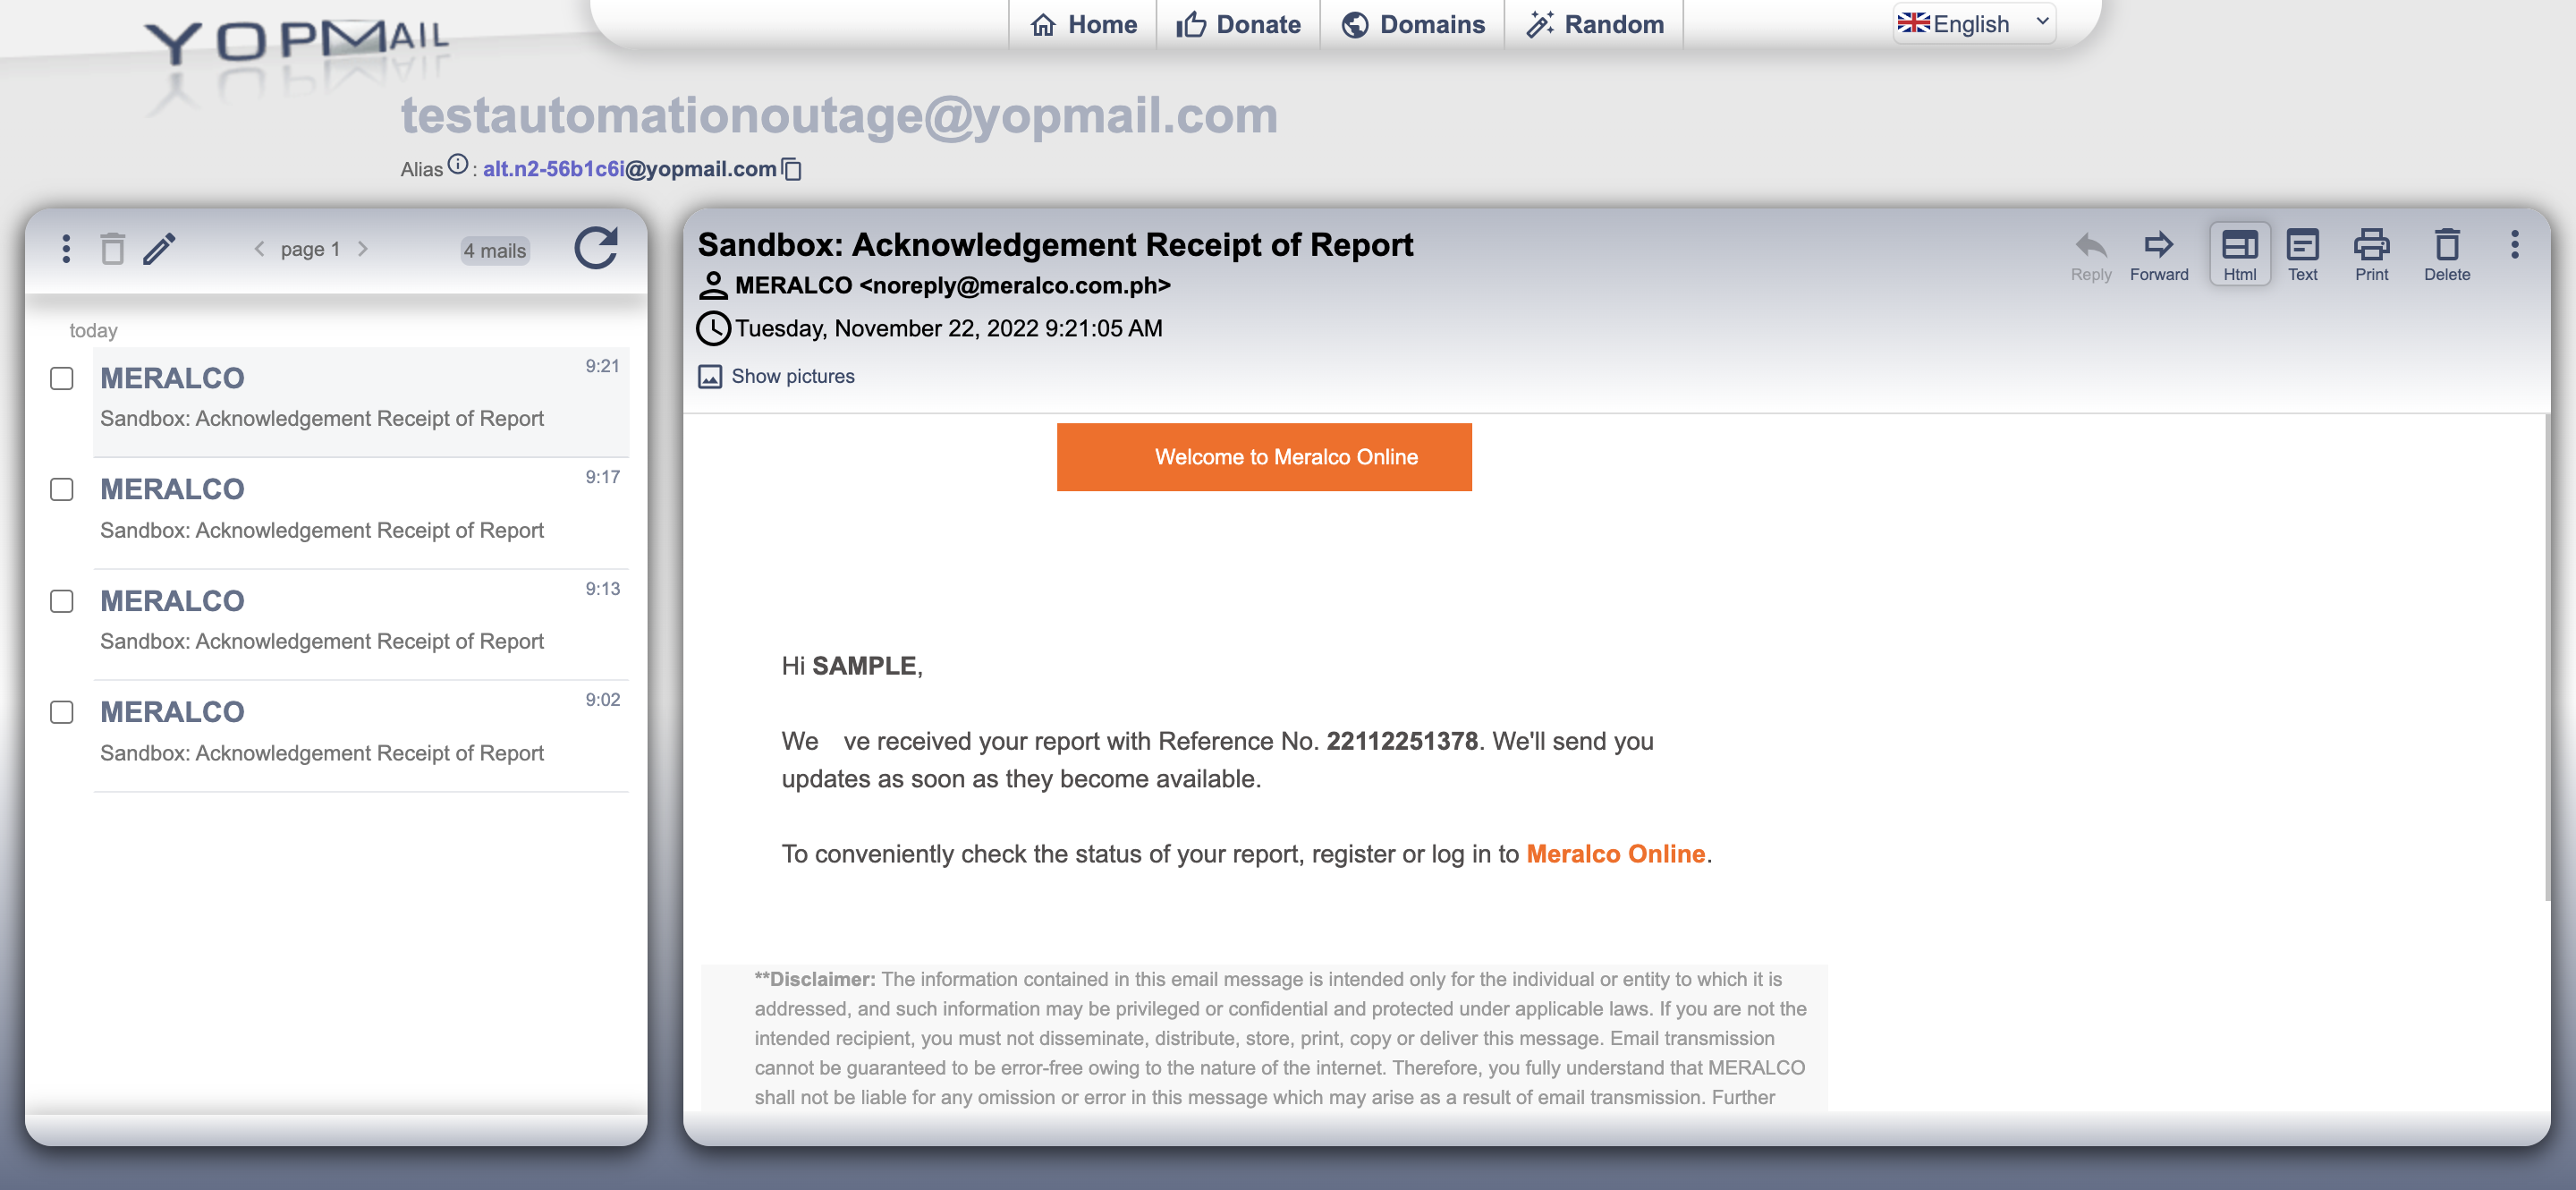 YOPMAIL
Home
Donate
Domains
Random
English
testautomationoutage@yopmail.com
Alias : alt.n2-56b1c6i@yopmail.com
page 1
4 mails
today
MERALCO
9:21
Sandbox: Acknowledgement Receipt of Report
MERALCO
9:17
Sandbox: Acknowledgement Receipt of Report
MERALCO
9:13
Sandbox: Acknowledgement Receipt of Report
MERALCO
9:02
Sandbox: Acknowledgement Receipt of Report
Sandbox: Acknowledgement Receipt of Report
MERALCO <noreply@meralco.com.ph>
Tuesday, November 22, 2022 9:21:05 AM
Show pictures
Reply
Forward
Html
Text
Print
Delete
Welcome to Meralco Online
Hi SAMPLE,
We ve received your report with Reference No. 22112251378. We'll send you
updates as soon as they become available.
To conveniently check the status of your report, register or log in to Meralco Online.
**Disclaimer: The information contained in this email message is intended only for the individual or entity to which it is
addressed, and such information may be privileged or confidential and protected under applicable laws. If you are not the
intended recipient, you must not disseminate, distribute, store, print, copy or deliver this message. Email transmission
cannot be guaranteed to be error-free owing to the nature of the internet. Therefore, you fully understand that MERALCO
shall not be liable for any omission or error in this message which may arise as a result of email transmission. Further